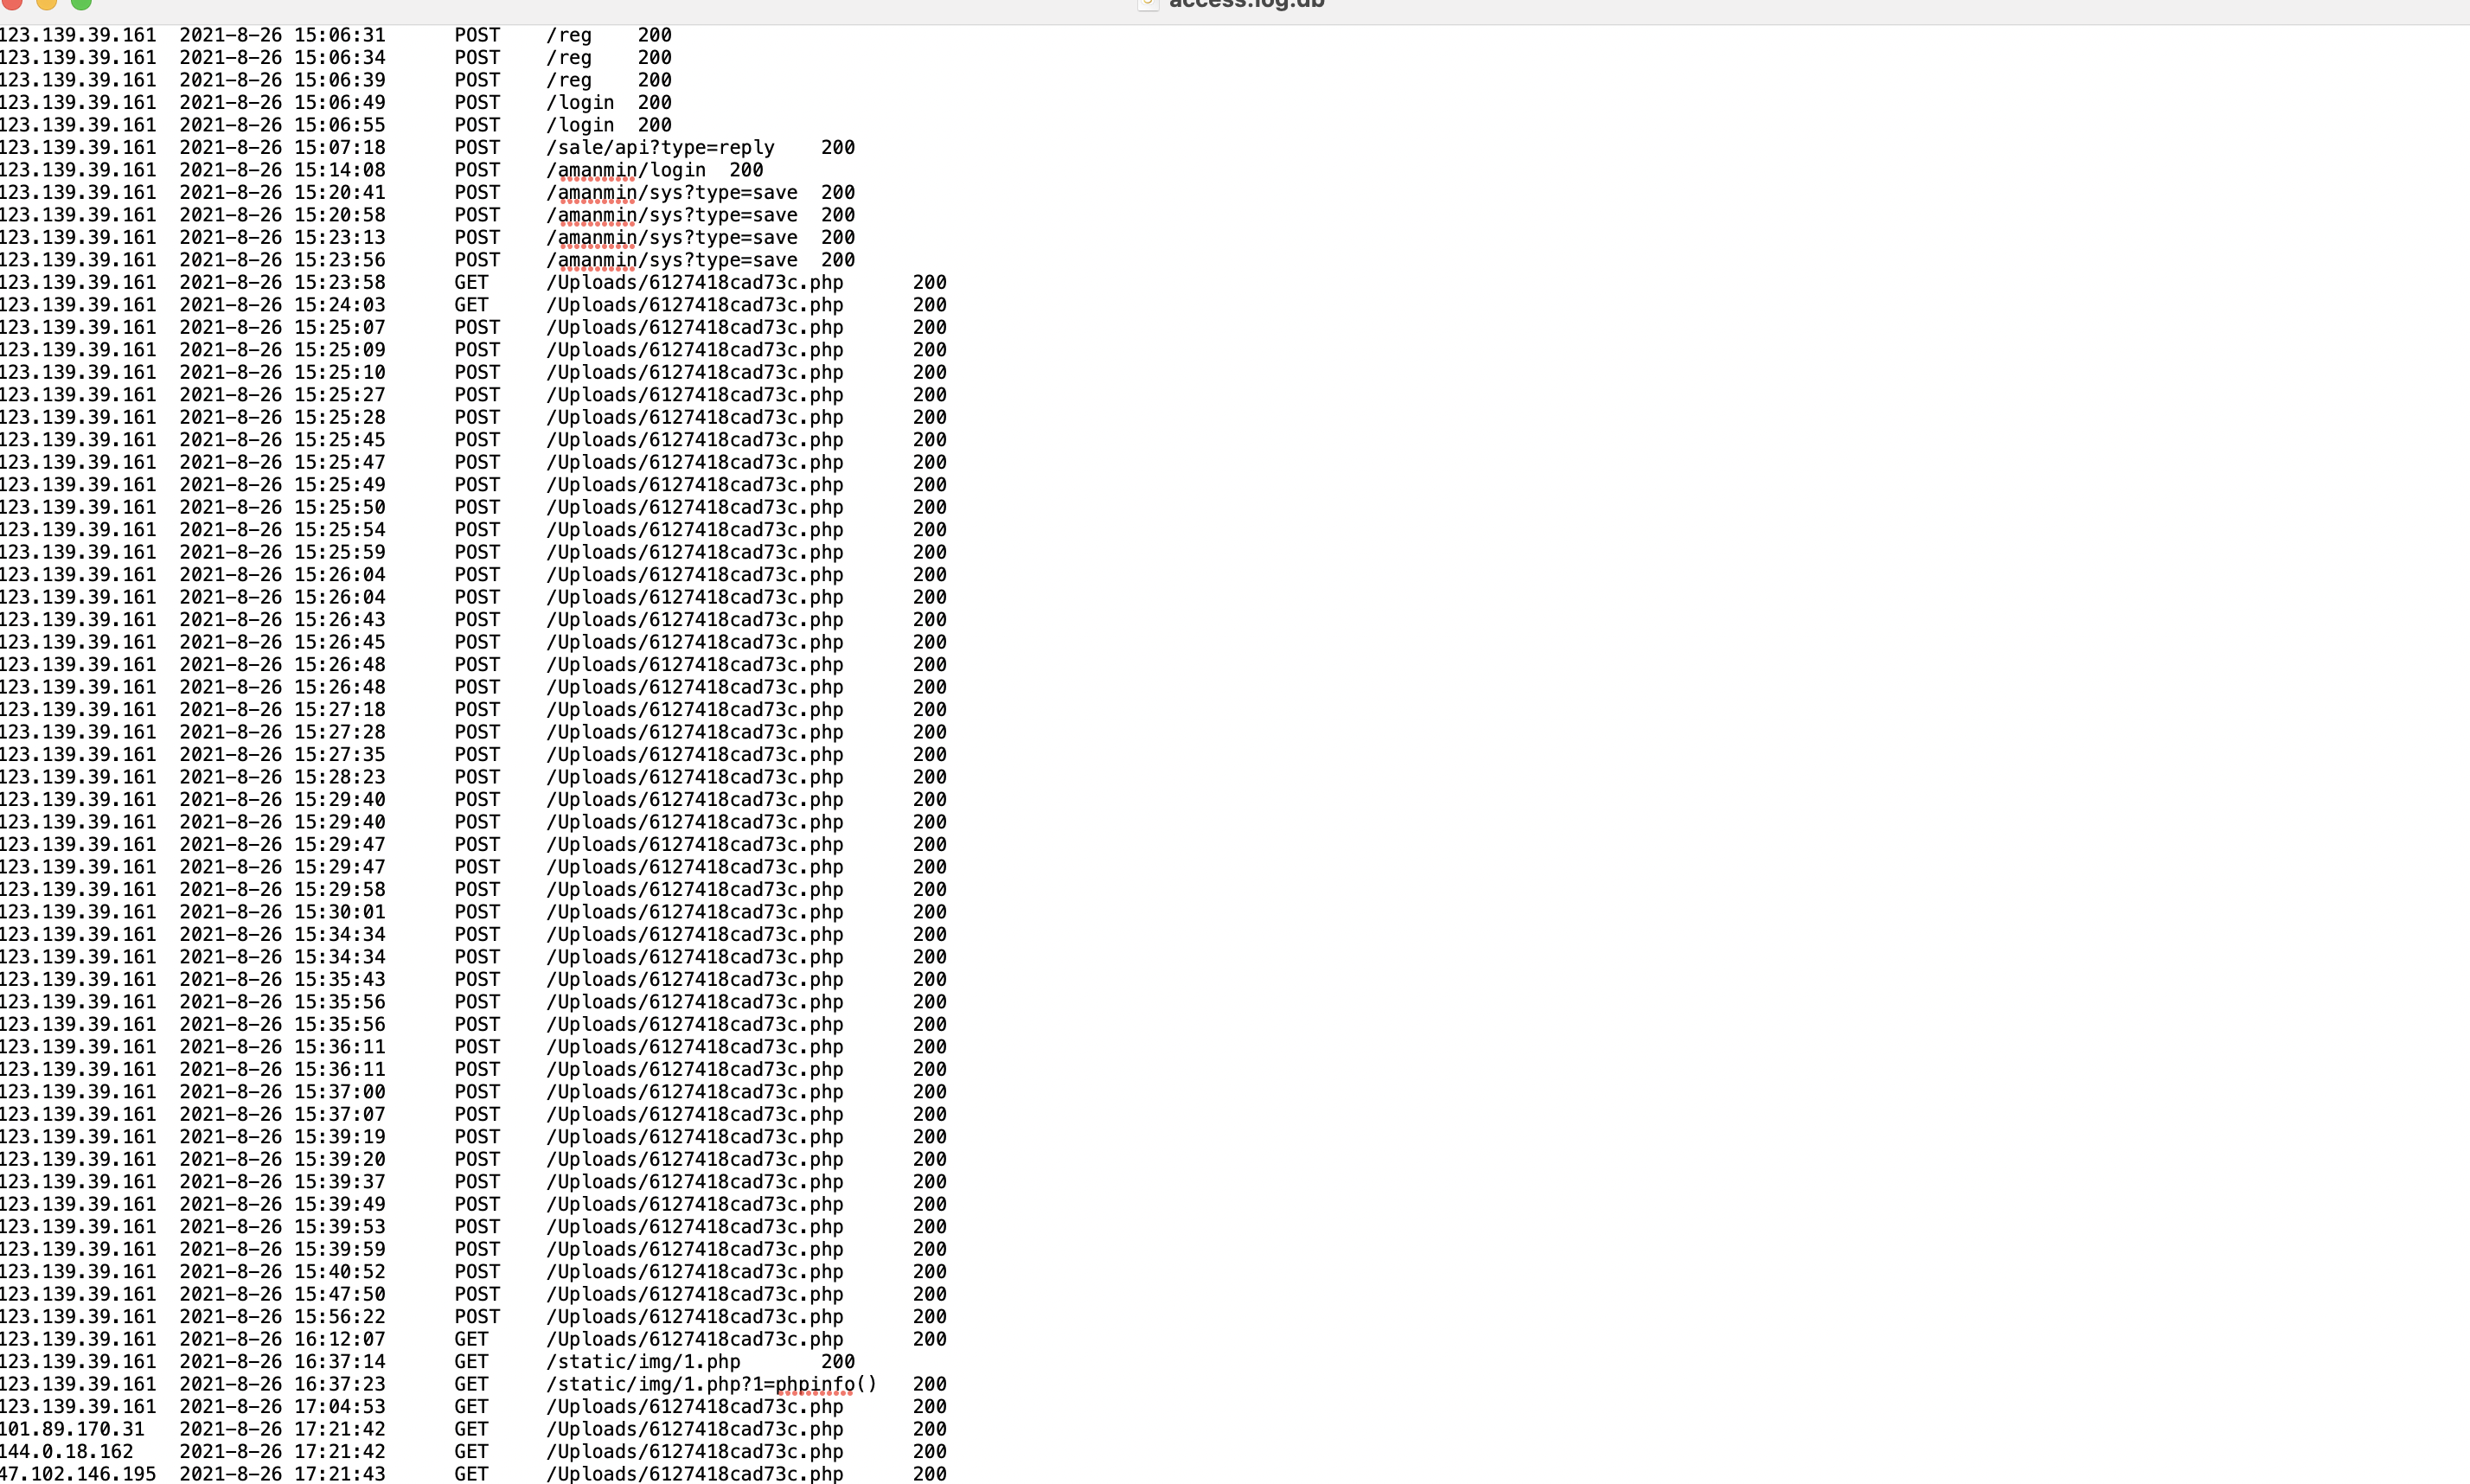 access.log.db
123.139.39.161 2021-8-26 15:06:31 POST /reg 200
123.139.39.161 2021-8-26 15:06:34 POST /reg 200
123.139.39.161 2021-8-26 15:06:39 POST /reg 200
123.139.39.161 2021-8-26 15:06:49 POST /login 200
123.139.39.161 2021-8-26 15:06:55 POST /login 200
123.139.39.161 2021-8-26 15:07:18 POST /sale/api?type=reply 200
123.139.39.161 2021-8-26 15:14:08 POST /amanmin/login 200
123.139.39.161 2021-8-26 15:20:41 POST /amanmin/sys?type=save 200
123.139.39.161 2021-8-26 15:20:58 POST /amanmin/sys?type=save 200
123.139.39.161 2021-8-26 15:23:13 POST /amanmin/sys?type=save 200
123.139.39.161 2021-8-26 15:23:56 POST /amanmin/sys?type=save 200
123.139.39.161 2021-8-26 15:23:58 GET /Uploads/6127418cad73c.php 200
123.139.39.161 2021-8-26 15:24:03 GET /Uploads/6127418cad73c.php 200
123.139.39.161 2021-8-26 15:25:07 POST /Uploads/6127418cad73c.php 200
123.139.39.161 2021-8-26 15:25:09 POST /Uploads/6127418cad73c.php 200
123.139.39.161 2021-8-26 15:25:10 POST /Uploads/6127418cad73c.php 200
123.139.39.161 2021-8-26 15:25:27 POST /Uploads/6127418cad73c.php 200
123.139.39.161 2021-8-26 15:25:28 POST /Uploads/6127418cad73c.php 200
123.139.39.161 2021-8-26 15:25:45 POST /Uploads/6127418cad73c.php 200
123.139.39.161 2021-8-26 15:25:47 POST /Uploads/6127418cad73c.php 200
123.139.39.161 2021-8-26 15:25:49 POST /Uploads/6127418cad73c.php 200
123.139.39.161 2021-8-26 15:25:50 POST /Uploads/6127418cad73c.php 200
123.139.39.161 2021-8-26 15:25:54 POST /Uploads/6127418cad73c.php 200
123.139.39.161 2021-8-26 15:25:59 POST /Uploads/6127418cad73c.php 200
123.139.39.161 2021-8-26 15:26:04 POST /Uploads/6127418cad73c.php 200
123.139.39.161 2021-8-26 15:26:04 POST /Uploads/6127418cad73c.php 200
123.139.39.161 2021-8-26 15:26:43 POST /Uploads/6127418cad73c.php 200
123.139.39.161 2021-8-26 15:26:45 POST /Uploads/6127418cad73c.php 200
123.139.39.161 2021-8-26 15:26:48 POST /Uploads/6127418cad73c.php 200
123.139.39.161 2021-8-26 15:26:48 POST /Uploads/6127418cad73c.php 200
123.139.39.161 2021-8-26 15:27:18 POST /Uploads/6127418cad73c.php 200
123.139.39.161 2021-8-26 15:27:28 POST /Uploads/6127418cad73c.php 200
123.139.39.161 2021-8-26 15:27:35 POST /Uploads/6127418cad73c.php 200
123.139.39.161 2021-8-26 15:28:23 POST /Uploads/6127418cad73c.php 200
123.139.39.161 2021-8-26 15:29:40 POST /Uploads/6127418cad73c.php 200
123.139.39.161 2021-8-26 15:29:40 POST /Uploads/6127418cad73c.php 200
123.139.39.161 2021-8-26 15:29:47 POST /Uploads/6127418cad73c.php 200
123.139.39.161 2021-8-26 15:29:47 POST /Uploads/6127418cad73c.php 200
123.139.39.161 2021-8-26 15:29:58 POST /Uploads/6127418cad73c.php 200
123.139.39.161 2021-8-26 15:30:01 POST /Uploads/6127418cad73c.php 200
123.139.39.161 2021-8-26 15:34:34 POST /Uploads/6127418cad73c.php 200
123.139.39.161 2021-8-26 15:34:34 POST /Uploads/6127418cad73c.php 200
123.139.39.161 2021-8-26 15:35:43 POST /Uploads/6127418cad73c.php 200
123.139.39.161 2021-8-26 15:35:56 POST /Uploads/6127418cad73c.php 200
123.139.39.161 2021-8-26 15:35:56 POST /Uploads/6127418cad73c.php 200
123.139.39.161 2021-8-26 15:36:11 POST /Uploads/6127418cad73c.php 200
123.139.39.161 2021-8-26 15:36:11 POST /Uploads/6127418cad73c.php 200
123.139.39.161 2021-8-26 15:37:00 POST /Uploads/6127418cad73c.php 200
123.139.39.161 2021-8-26 15:37:07 POST /Uploads/6127418cad73c.php 200
123.139.39.161 2021-8-26 15:39:19 POST /Uploads/6127418cad73c.php 200
123.139.39.161 2021-8-26 15:39:20 POST /Uploads/6127418cad73c.php 200
123.139.39.161 2021-8-26 15:39:37 POST /Uploads/6127418cad73c.php 200
123.139.39.161 2021-8-26 15:39:49 POST /Uploads/6127418cad73c.php 200
123.139.39.161 2021-8-26 15:39:53 POST /Uploads/6127418cad73c.php 200
123.139.39.161 2021-8-26 15:39:59 POST /Uploads/6127418cad73c.php 200
123.139.39.161 2021-8-26 15:40:52 POST /Uploads/6127418cad73c.php 200
123.139.39.161 2021-8-26 15:47:50 POST /Uploads/6127418cad73c.php 200
123.139.39.161 2021-8-26 15:56:22 POST /Uploads/6127418cad73c.php 200
123.139.39.161 2021-8-26 16:12:07 GET /Uploads/6127418cad73c.php 200
123.139.39.161 2021-8-26 16:37:14 GET /static/img/1.php 200
123.139.39.161 2021-8-26 16:37:23 GET /static/img/1.php?1=phpinfo() 200
123.139.39.161 2021-8-26 17:04:53 GET /Uploads/6127418cad73c.php 200
101.89.170.31 2021-8-26 17:21:42 GET /Uploads/6127418cad73c.php 200
144.0.18.162 2021-8-26 17:21:42 GET /Uploads/6127418cad73c.php 200
47.102.146.195 2021-8-26 17:21:43 GET /Uploads/6127418cad73c.php 200